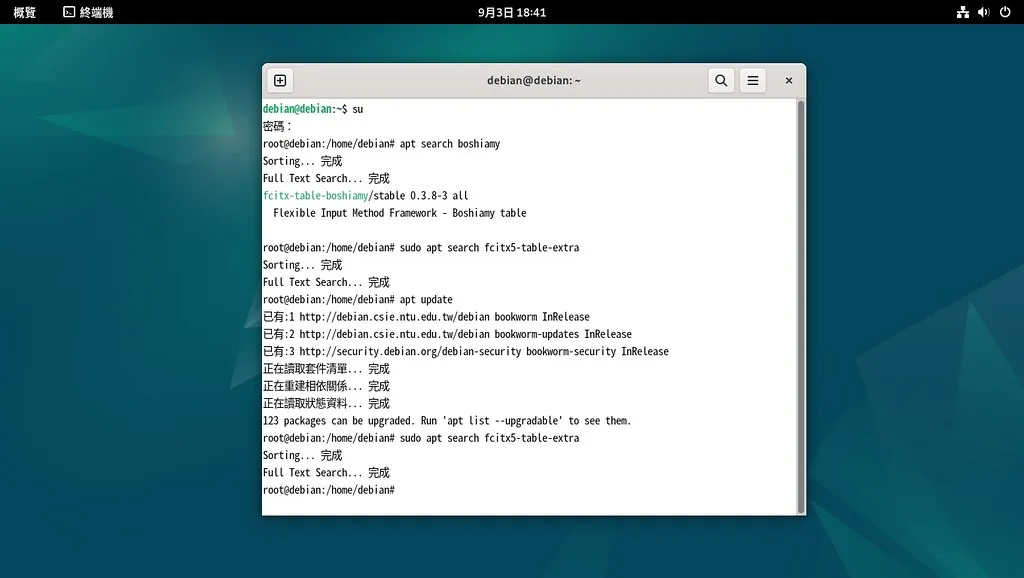 概覽 終端機 9月3日 18:41
debian@debian: ~
debian@debian:~$ su
密碼：
root@debian:/home/debian# apt search boshiamy
Sorting... 完成
Full Text Search... 完成
fcitx-table-boshiamy/stable 0.3.8-3 all
  Flexible Input Method Framework - Boshiamy table
root@debian:/home/debian# sudo apt search fcitx5-table-extra
Sorting... 完成
Full Text Search... 完成
root@debian:/home/debian# apt update
已有:1 http://debian.csie.ntu.edu.tw/debian bookworm InRelease
已有:2 http://debian.csie.ntu.edu.tw/debian bookworm-updates InRelease
已有:3 http://security.debian.org/debian-security bookworm-security InRelease
正在讀取套件清單... 完成
正在重建相依關係... 完成
正在讀取狀態資料... 完成
123 packages can be upgraded. Run 'apt list --upgradable' to see them.
root@debian:/home/debian# sudo apt search fcitx5-table-extra
Sorting... 完成
Full Text Search... 完成
root@debian:/home/debian#